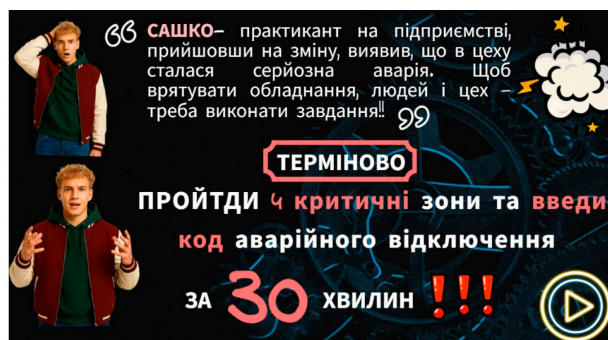 САШКО– практикант на підприємстві,
прийшовши на зміну, виявив, що в цеху
сталася серйозна аварія. Щоб
врятувати обладнання, людей і цех –
треба виконати завдання!!
ТЕРМІНОВО
ПРОЙТДИ 4 критичні зони та введи
код аварійного відключення
ЗА 30 ХВИЛИН !!!